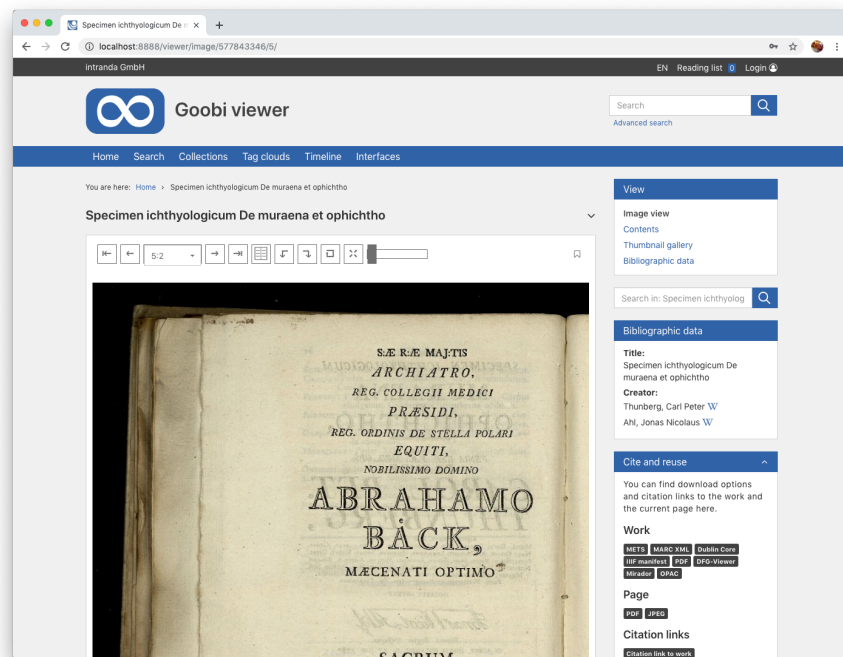 Specimen ichthyologicum De m
localhost:8888/viewer/image/577843346/5/
intranda GmbH
EN Reading list 0 Login
Goobi viewer
Search
Advanced search
Home Search Collections Tag clouds Timeline Interfaces
You are here: Home › Specimen ichthyologicum De muraena et ophichtho
Specimen ichthyologicum De muraena et ophichtho
5:2
S:Æ R:Æ MAJ:TIS
ARCHIATRO,
REG. COLLEGII MEDICI
PRÆSIDI,
REG. ORDINIS DE STELLA POLARI
EQUITI,
NOBILISSIMO DOMINO
ABRAHAMO
BÄCK,
MÆCENATI OPTIMO
SACRUM
View
Image view
Contents
Thumbnail gallery
Bibliographic data
Search in: Specimen ichthyolog
Bibliographic data
Title:
Specimen ichthyologicum De
muraena et ophichtho
Creator:
Thunberg, Carl Peter W
Ahl, Jonas Nicolaus W
Cite and reuse
You can find download options
and citation links to the work and
the current page here.
Work
METS MARC XML Dublin Core
IIIF manifest PDF DFG-Viewer
Mirador OPAC
Page
PDF JPEG
Citation links
Citation link to work